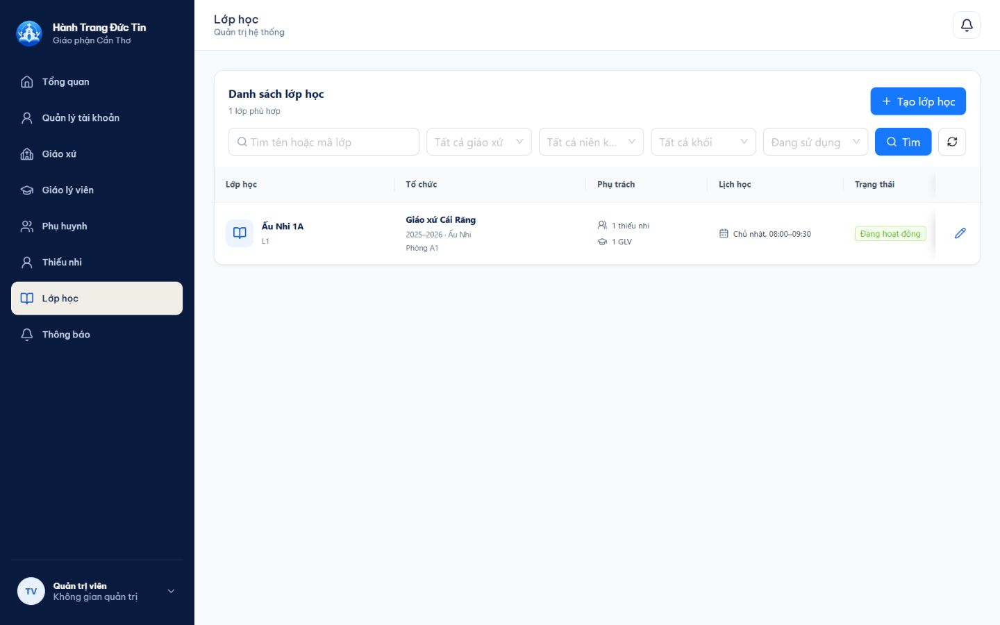 Hành Trang Đức Tin
Giáo phận Cần Thơ
Tổng quan
Quản lý tài khoản
Giáo xứ
Giáo lý viên
Phụ huynh
Thiếu nhi
Lớp học
Thông báo
TV
Quản trị viên
Không gian quản trị
Lớp học
Quản trị hệ thống
Danh sách lớp học
1 lớp phù hợp
+ Tạo lớp học
Tìm tên hoặc mã lớp
Tất cả giáo xứ
Tất cả niên k...
Tất cả khối
Đang sử dụng
Tìm
Lớp học
Tổ chức
Phụ trách
Lịch học
Trạng thái
Ấu Nhi 1A
L1
Giáo xứ Cái Răng
2025–2026 · Ấu Nhi
Phòng A1
1 thiếu nhi
1 GLV
Chủ nhật, 08:00–09:30
Đang hoạt động